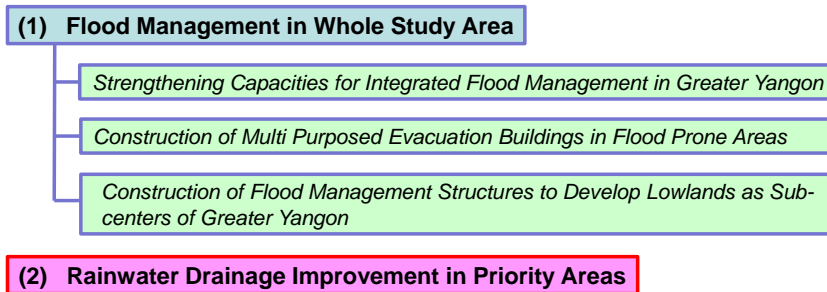 (1) Flood Management in Whole Study Area
Strengthening Capacities for Integrated Flood Management in Greater Yangon
Construction of Multi Purposed Evacuation Buildings in Flood Prone Areas
Construction of Flood Management Structures to Develop Lowlands as Sub-
centers of Greater Yangon
(2) Rainwater Drainage Improvement in Priority Areas